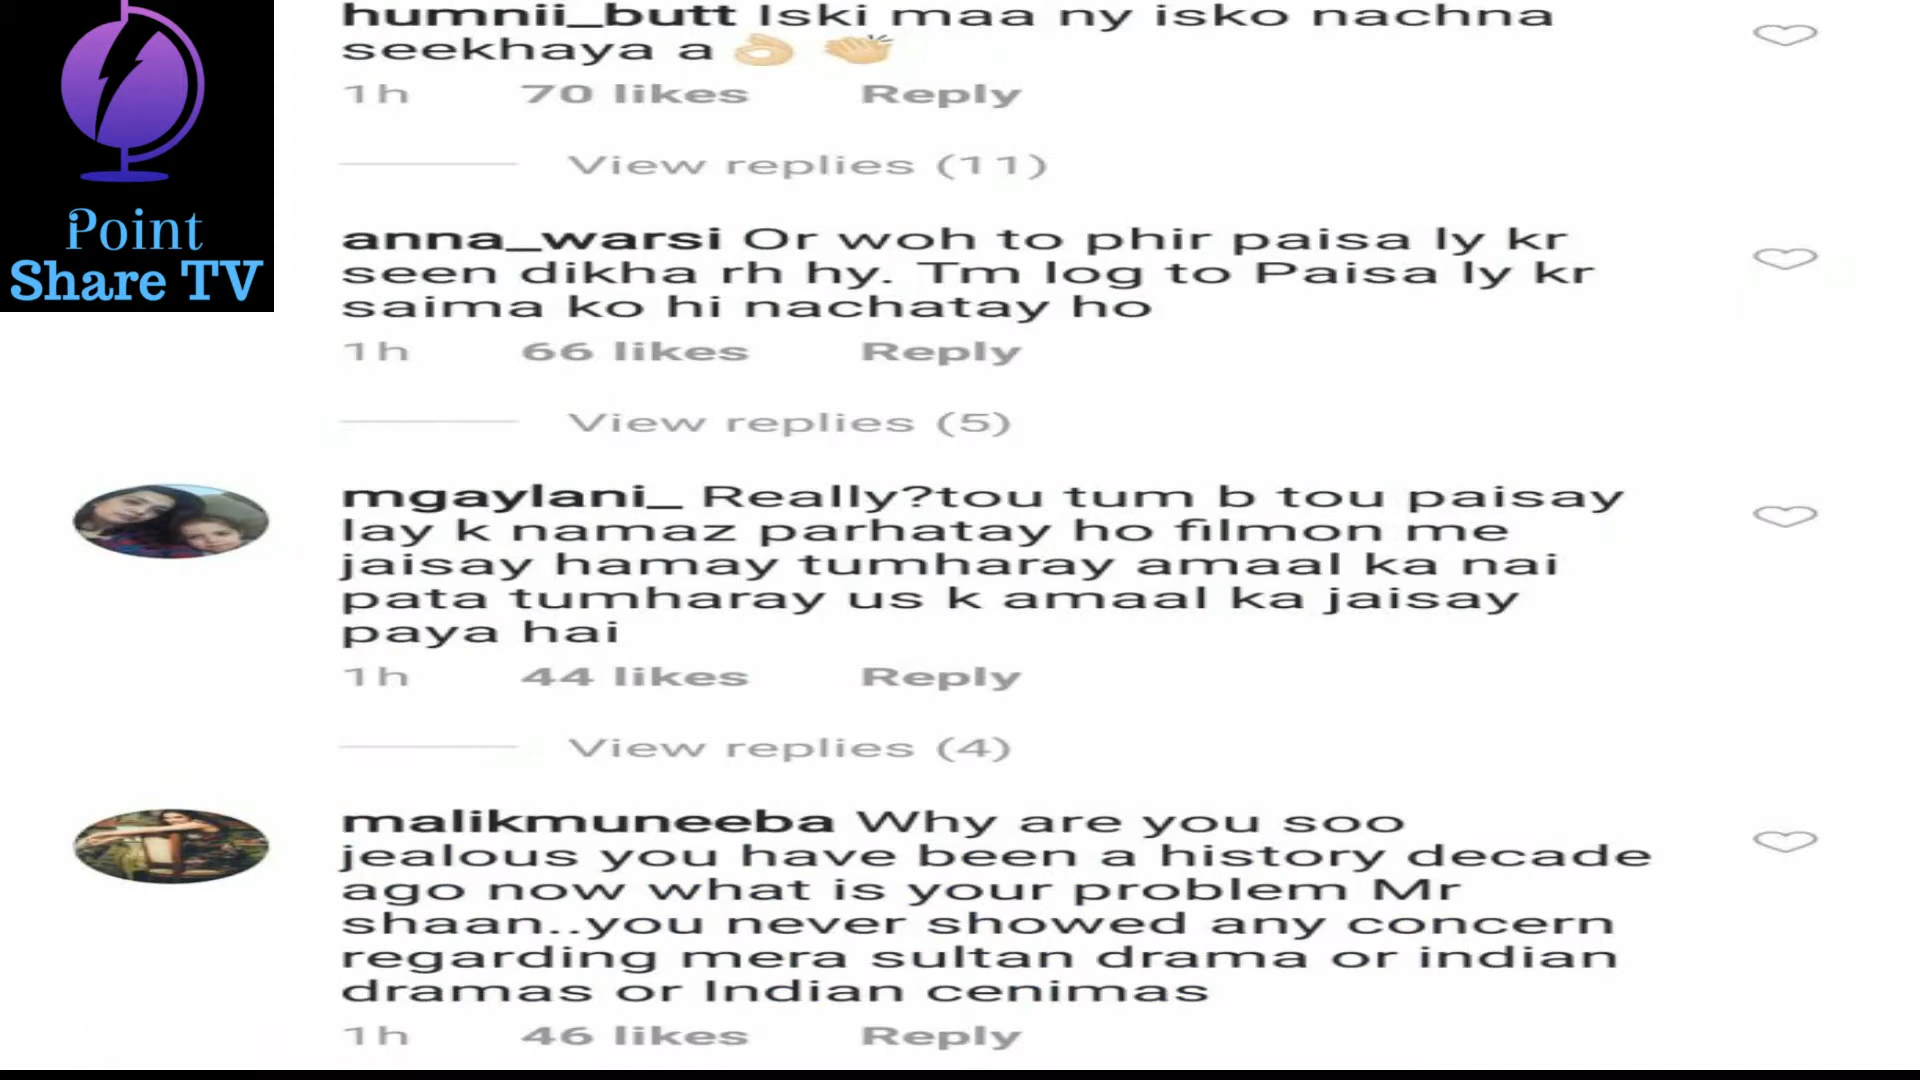 Point
Share TV
humnii_butt Iski maa ny isko nachna
seekhaya a 👌🏼 👏🏼
1h 70 likes Reply
View replies (11)
anna_warsi Or woh to phir paisa ly kr
seen dikha rh hy. Tm log to Paisa ly kr
saima ko hi nachatay ho
1h 66 likes Reply
View replies (5)
mgaylani_ Really?tou tum b tou paisay
lay k namaz parhatay ho filmon me
jaisay hamay tumharay amaal ka nai
pata tumharay us k amaal ka jaisay
paya hai
1h 44 likes Reply
View replies (4)
malikmuneeba Why are you soo
jealous you have been a history decade
ago now what is your problem Mr
shaan..you never showed any concern
regarding mera sultan drama or indian
dramas or Indian cenimas
1h 46 likes Reply